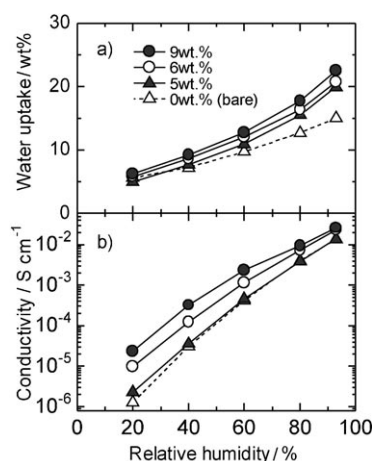 a)
9wt.%
6wt.%
5wt.%
0wt.% (bare)
Water uptake / wt%
30
20
10
0
b)
Conductivity / S cm⁻¹
10⁻²
10⁻³
10⁻⁴
10⁻⁵
10⁻⁶
0 20 40 60 80 100
Relative humidity / %